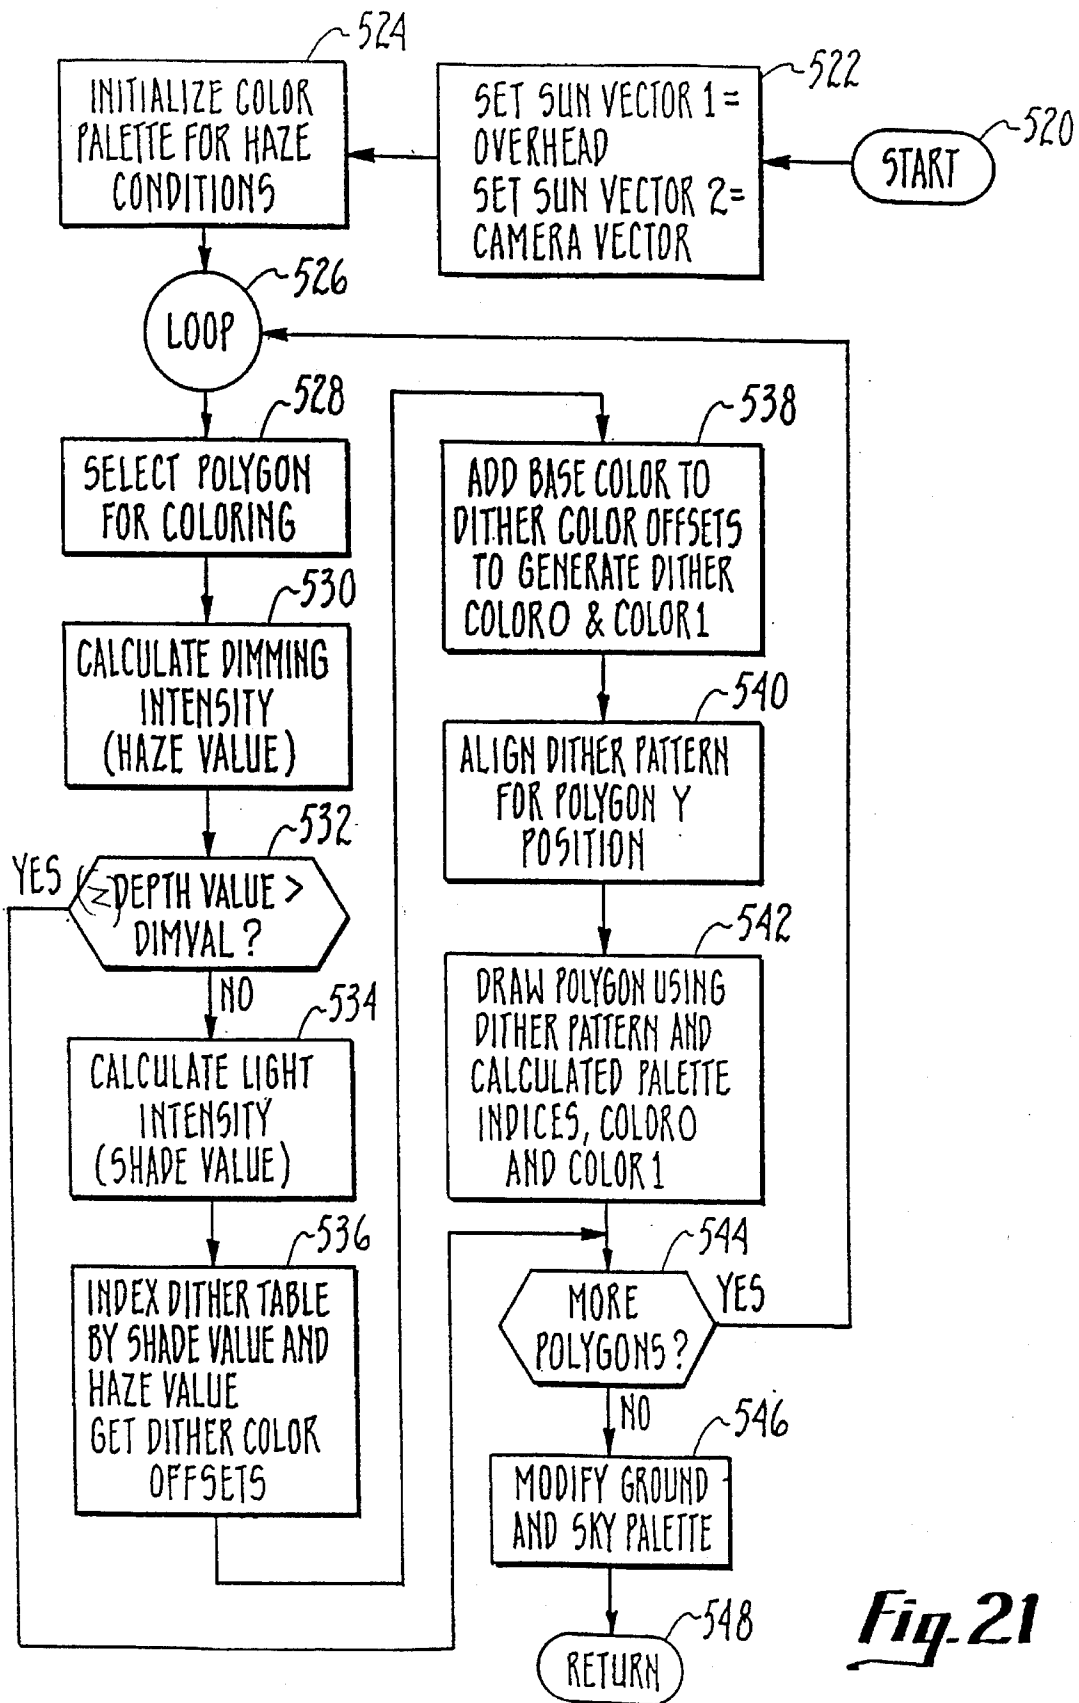 520
START
522
SET SUN VECTOR 1 =
OVERHEAD
SET SUN VECTOR 2 =
CAMERA VECTOR
524
INITIALIZE COLOR
PALETTE FOR HAZE
CONDITIONS
526
LOOP
528
SELECT POLYGON
FOR COLORING
530
CALCULATE DIMMING
INTENSITY
(HAZE VALUE)
532
YES
(Z) DEPTH VALUE >
DIMVAL ?
NO
534
CALCULATE LIGHT
INTENSITY
(SHADE VALUE)
536
INDEX DITHER TABLE
BY SHADE VALUE AND
HAZE VALUE
GET DITHER COLOR
OFFSETS
538
ADD BASE COLOR TO
DITHER COLOR OFFSETS
TO GENERATE DITHER
COLOR0 & COLOR1
540
ALIGN DITHER PATTERN
FOR POLYGON Y
POSITION
542
DRAW POLYGON USING
DITHER PATTERN AND
CALCULATED PALETTE
INDICES, COLOR0
AND COLOR 1
544
MORE
POLYGONS ?
YES
NO
546
MODIFY GROUND
AND SKY PALETTE
548
RETURN
Fig. 21